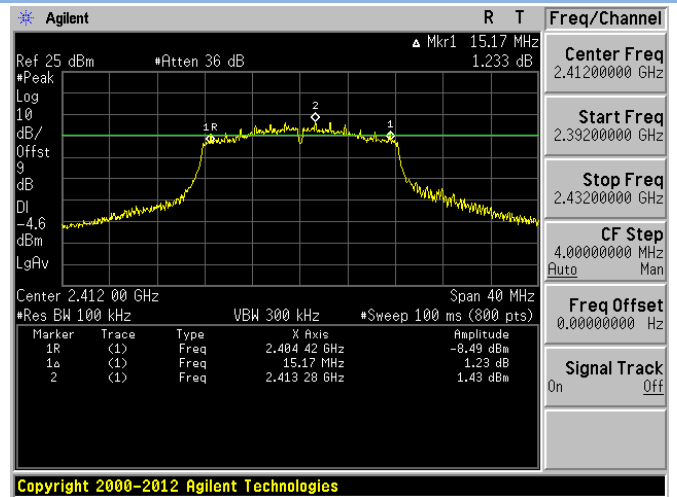 Agilent R T
Δ Mkr1 15.17 MHz
Ref 25 dBm #Atten 36 dB 1.233 dB
#Peak
Log
10
dB/
Offst
9
dB
DI
-4.6
dBm
LgAv
1R
2
1
Center 2.412 00 GHz Span 40 MHz
#Res BW 100 kHz VBW 300 kHz #Sweep 100 ms (800 pts)
Marker Trace Type X Axis Amplitude
1R (1) Freq 2.404 42 GHz -8.49 dBm
1Δ (1) Freq 15.17 MHz 1.23 dB
2 (1) Freq 2.413 28 GHz 1.43 dBm
Copyright 2000-2012 Agilent Technologies
Freq/Channel
Center Freq
2.41200000 GHz
Start Freq
2.39200000 GHz
Stop Freq
2.43200000 GHz
CF Step
4.00000000 MHz
Auto Man
Freq Offset
0.00000000 Hz
Signal Track
On Off